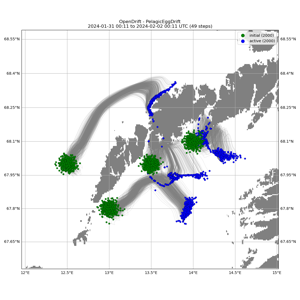 OpenDrift - PelagicEggDrift
2024-01-31 00:11 to 2024-02-02 00:11 UTC (49 steps)
initial (2000)
active (2000)
68.55°N 68.55°N
68.4°N 68.4°N
68.25°N 68.25°N
68.1°N 68.1°N
67.95°N 67.95°N
67.8°N 67.8°N
67.65°N 67.65°N
12°E 12.5°E 13°E 13.5°E 14°E 14.5°E 15°E